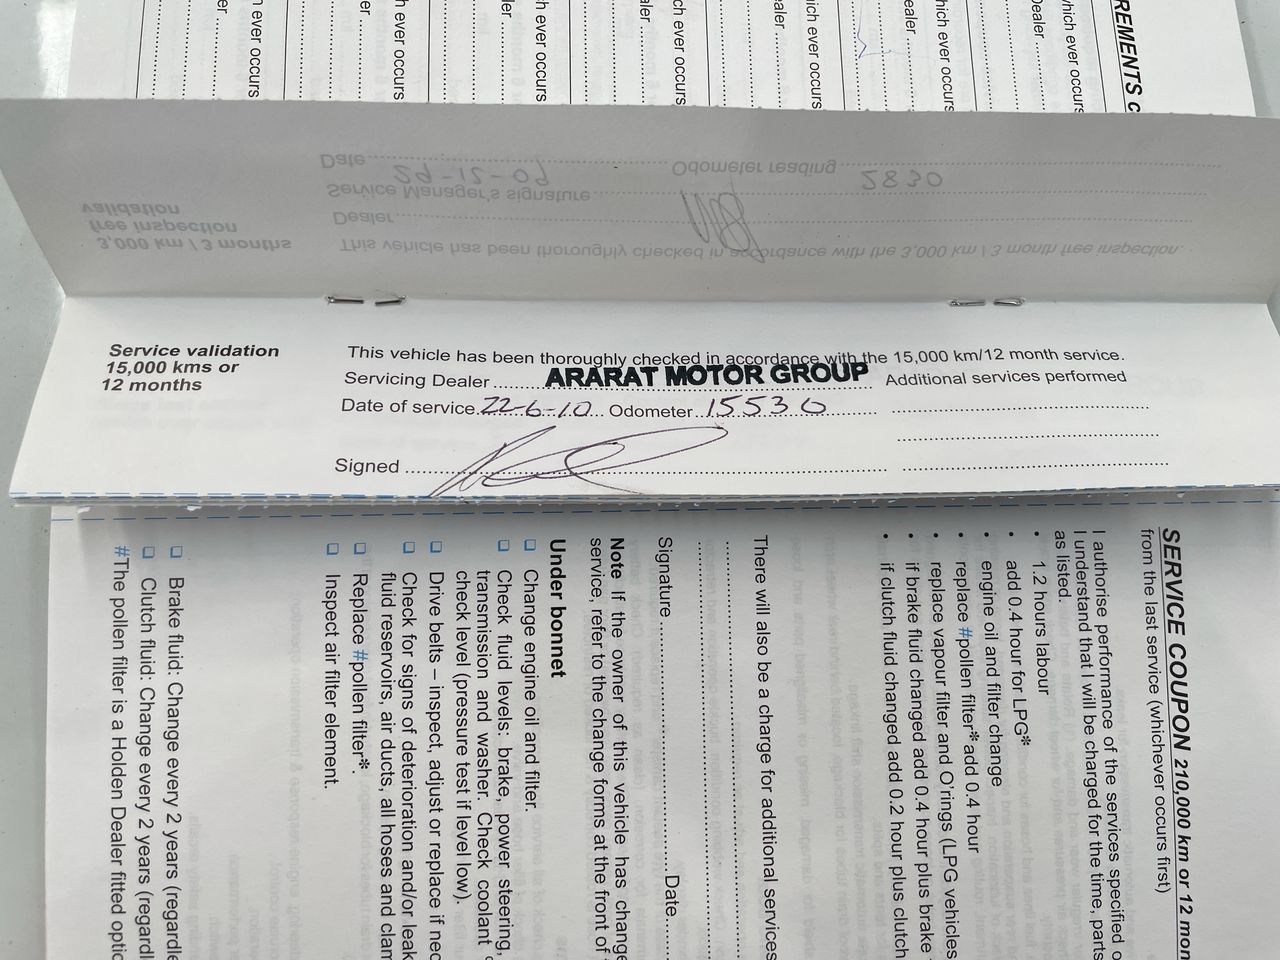 REMENTS
hich ever occurs
Dealer
hich ever occurs
ealer
hich ever occurs
aler
ch ever occurs
ler
h ever occurs
er
h ever occurs
er.
ever occurs
Date 29-12-09 Odometer reading 2830
Service Manager's signature
Dealer
This vehicle has been thoroughly checked in accordance with the 3,000 km / 3 month free inspection.
3,000 km / 3 months
free inspection
validation
Service validation
15,000 kms or
12 months
This vehicle has been thoroughly checked in accordance with the 15,000 km/12 month service.
Servicing Dealer ARARAT MOTOR GROUP Additional services performed
Date of service 22-6-10 Odometer 15530
Signed
SERVICE COUPON 210,000 km or 12 mon
from the last service (whichever occurs first)
I authorise performance of the services specified
I understand that I will be charged for the time, parts
as listed.
• 1.2 hours labour
• add 0.4 hour for LPG*
• engine oil and filter change
• replace #pollen filter* add 0.4 hour
• replace vapour filter and O'rings (LPG vehicles
• if brake fluid changed add 0.4 hour plus brake
• if clutch fluid changed add 0.2 hour plus clutch
There will also be a charge for additional services
Signature Date
Note If the owner of this vehicle has change
service, refer to the change forms at the front of
Under bonnet
❑ Change engine oil and filter.
❑ Check fluid levels: brake, power steering,
transmission and washer. Check coolant
check level (pressure test if level low).
❑ Drive belts – inspect, adjust or replace if nec
❑ Check for signs of deterioration and/or leak
fluid reservoirs, air ducts, all hoses and clam
❑ Replace #pollen filter*.
❑ Inspect air filter element.
❑ Brake fluid: Change every 2 years (regardle
❑ Clutch fluid: Change every 2 years (regardl
#The pollen filter is a Holden Dealer fitted optic